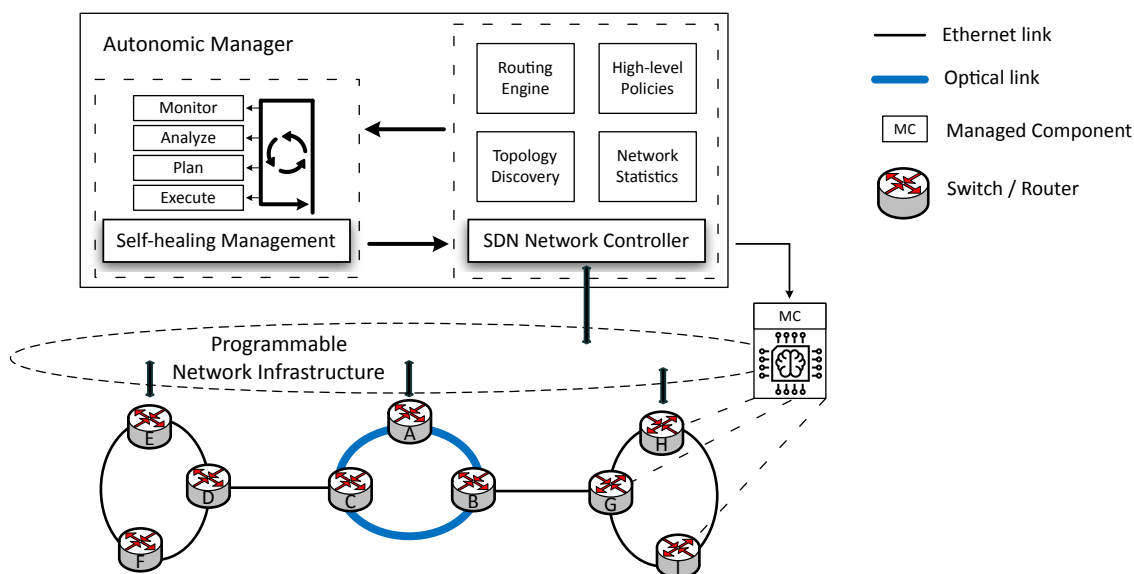 Autonomic Manager
Monitor
Analyze
Plan
Execute
Self-healing Management
Routing
Engine
High-level
Policies
Topology
Discovery
Network
Statistics
SDN Network Controller
Ethernet link
Optical link
MC
Managed Component
Switch / Router
MC
Programmable
Network Infrastructure
E
D
F
A
C
B
H
G
I